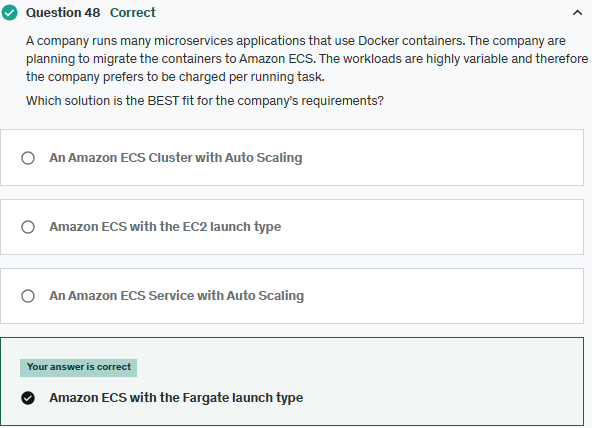 Question 48 Correct
A company runs many microservices applications that use Docker containers. The company are
planning to migrate the containers to Amazon ECS. The workloads are highly variable and therefore
the company prefers to be charged per running task.
Which solution is the BEST fit for the company's requirements?
An Amazon ECS Cluster with Auto Scaling
Amazon ECS with the EC2 launch type
An Amazon ECS Service with Auto Scaling
Your answer is correct
Amazon ECS with the Fargate launch type